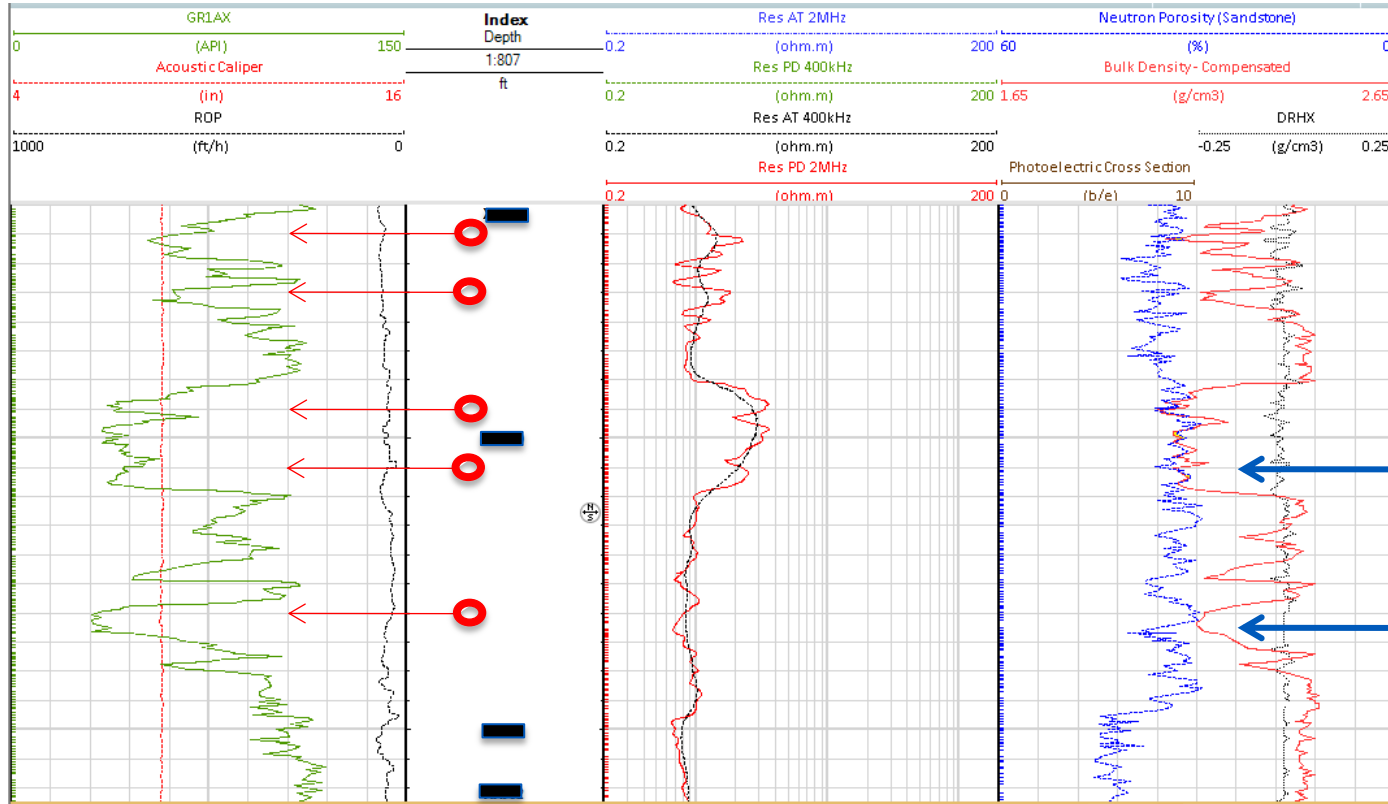 GR1AX
0 (API) 150
Acoustic Caliper
4 (in) 16
ROP
1000 (ft/h) 0
Index
Depth
1:807
ft
Res AT 2MHz
0.2 (ohm.m) 200
Res PD 400kHz
0.2 (ohm.m) 200
Res AT 400kHz
0.2 (ohm.m) 200
Res PD 2MHz
0.2 (ohm.m) 200
Neutron Porosity (Sandstone)
60 (%) 0
Bulk Density - Compensated
1.65 (g/cm3) 2.65
DRHX
-0.25 (g/cm3) 0.25
Photoelectric Cross Section
0 (b/e) 10
N
S